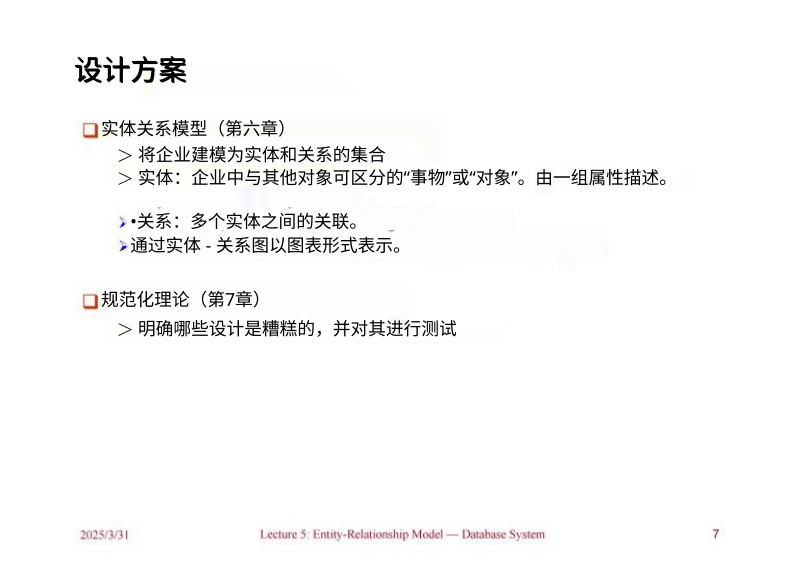 设计方案
实体关系模型（第六章）
> 将企业建模为实体和关系的集合
> 实体：企业中与其他对象可区分的“事物”或“对象”。由一组属性描述。
•关系：多个实体之间的关联。
通过实体 - 关系图以图表形式表示。
规范化理论（第7章）
> 明确哪些设计是糟糕的，并对其进行测试
2025/3/31 Lecture 5: Entity-Relationship Model — Database System 7